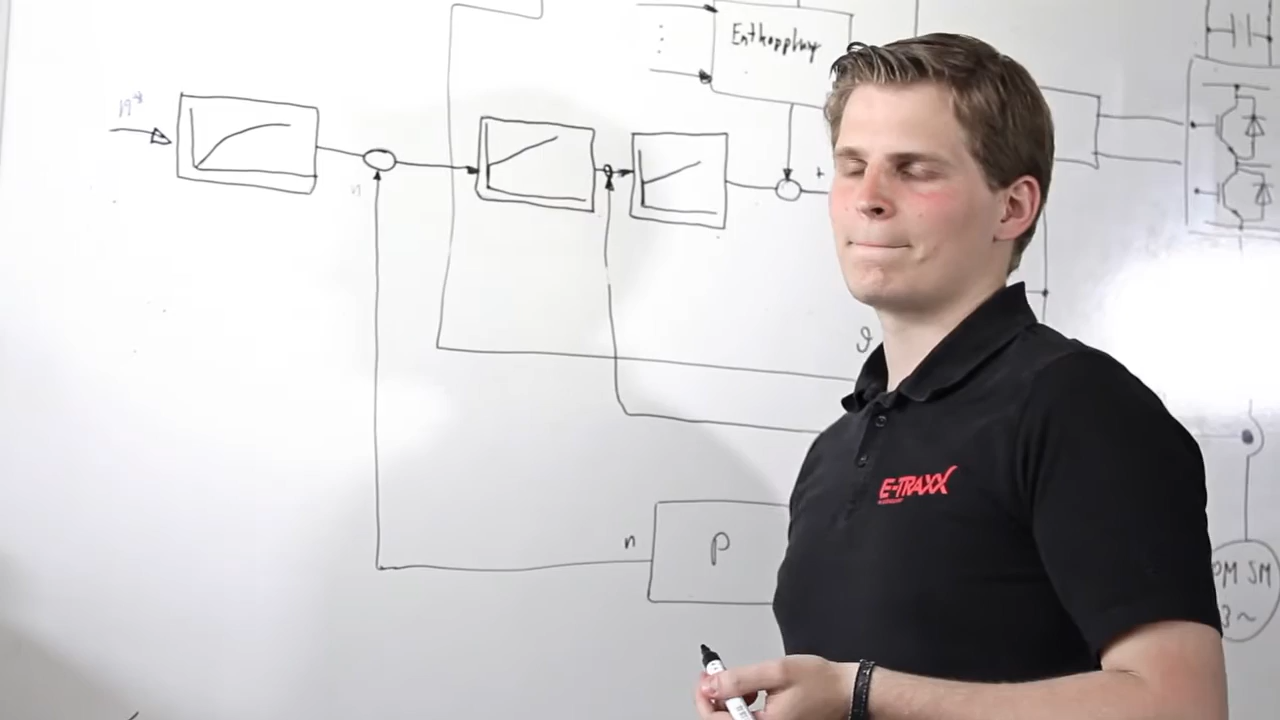 Entkopplung
+
n
ϑ
E-TRAXX
n
p
PM SM
3~